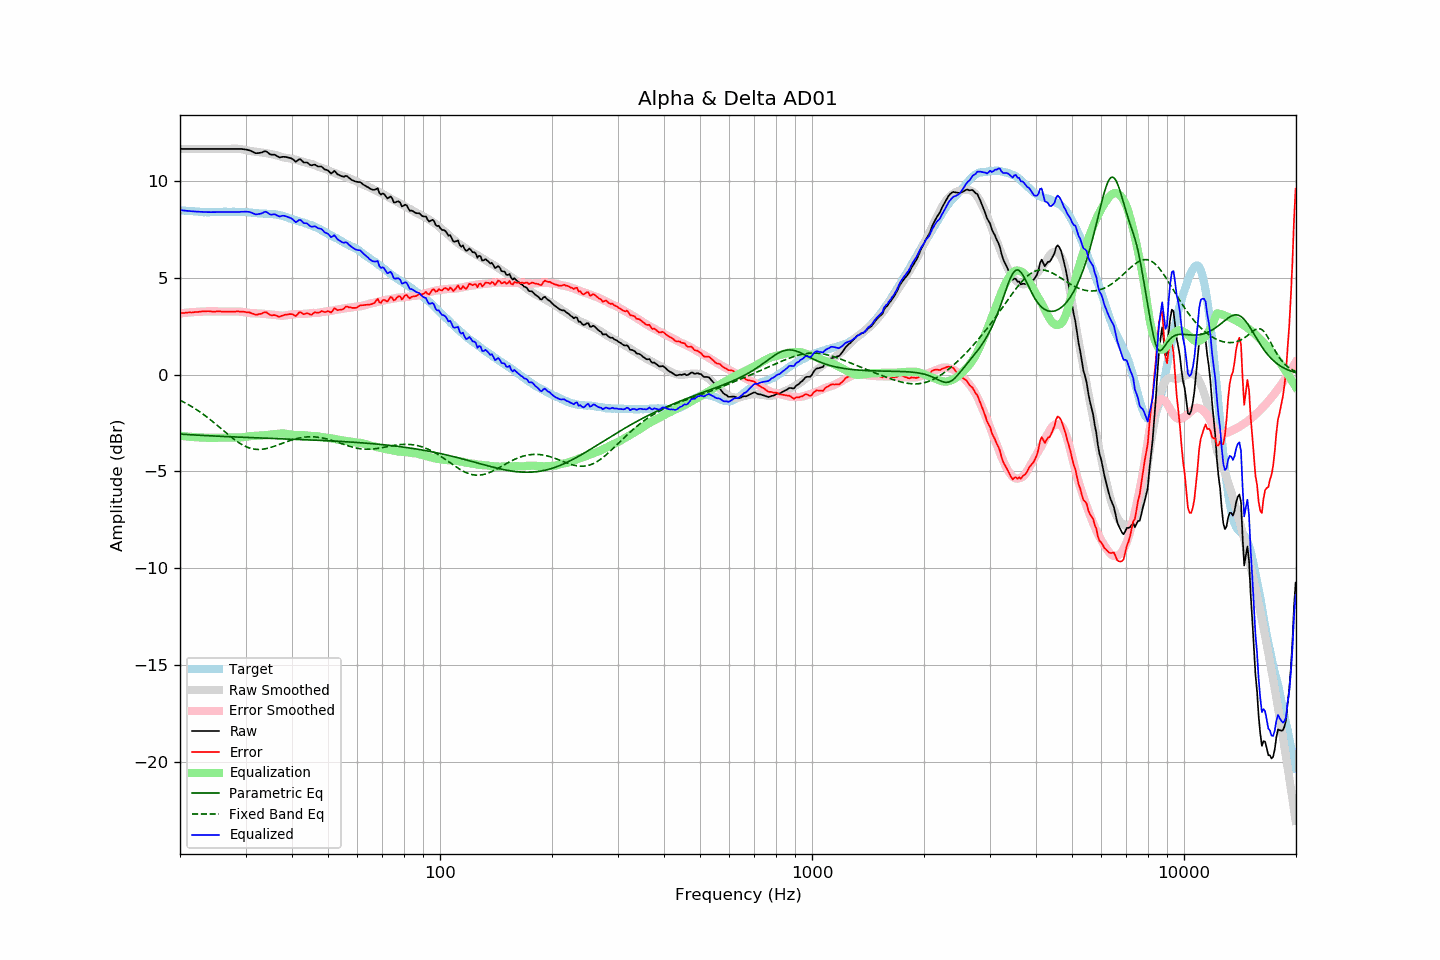 Alpha & Delta AD01
Amplitude (dBr)
10
5
0
−5
−10
−15
−20
Target
Raw Smoothed
Error Smoothed
Raw
Error
Equalization
Parametric Eq
Fixed Band Eq
Equalized
100
1000
10000
Frequency (Hz)